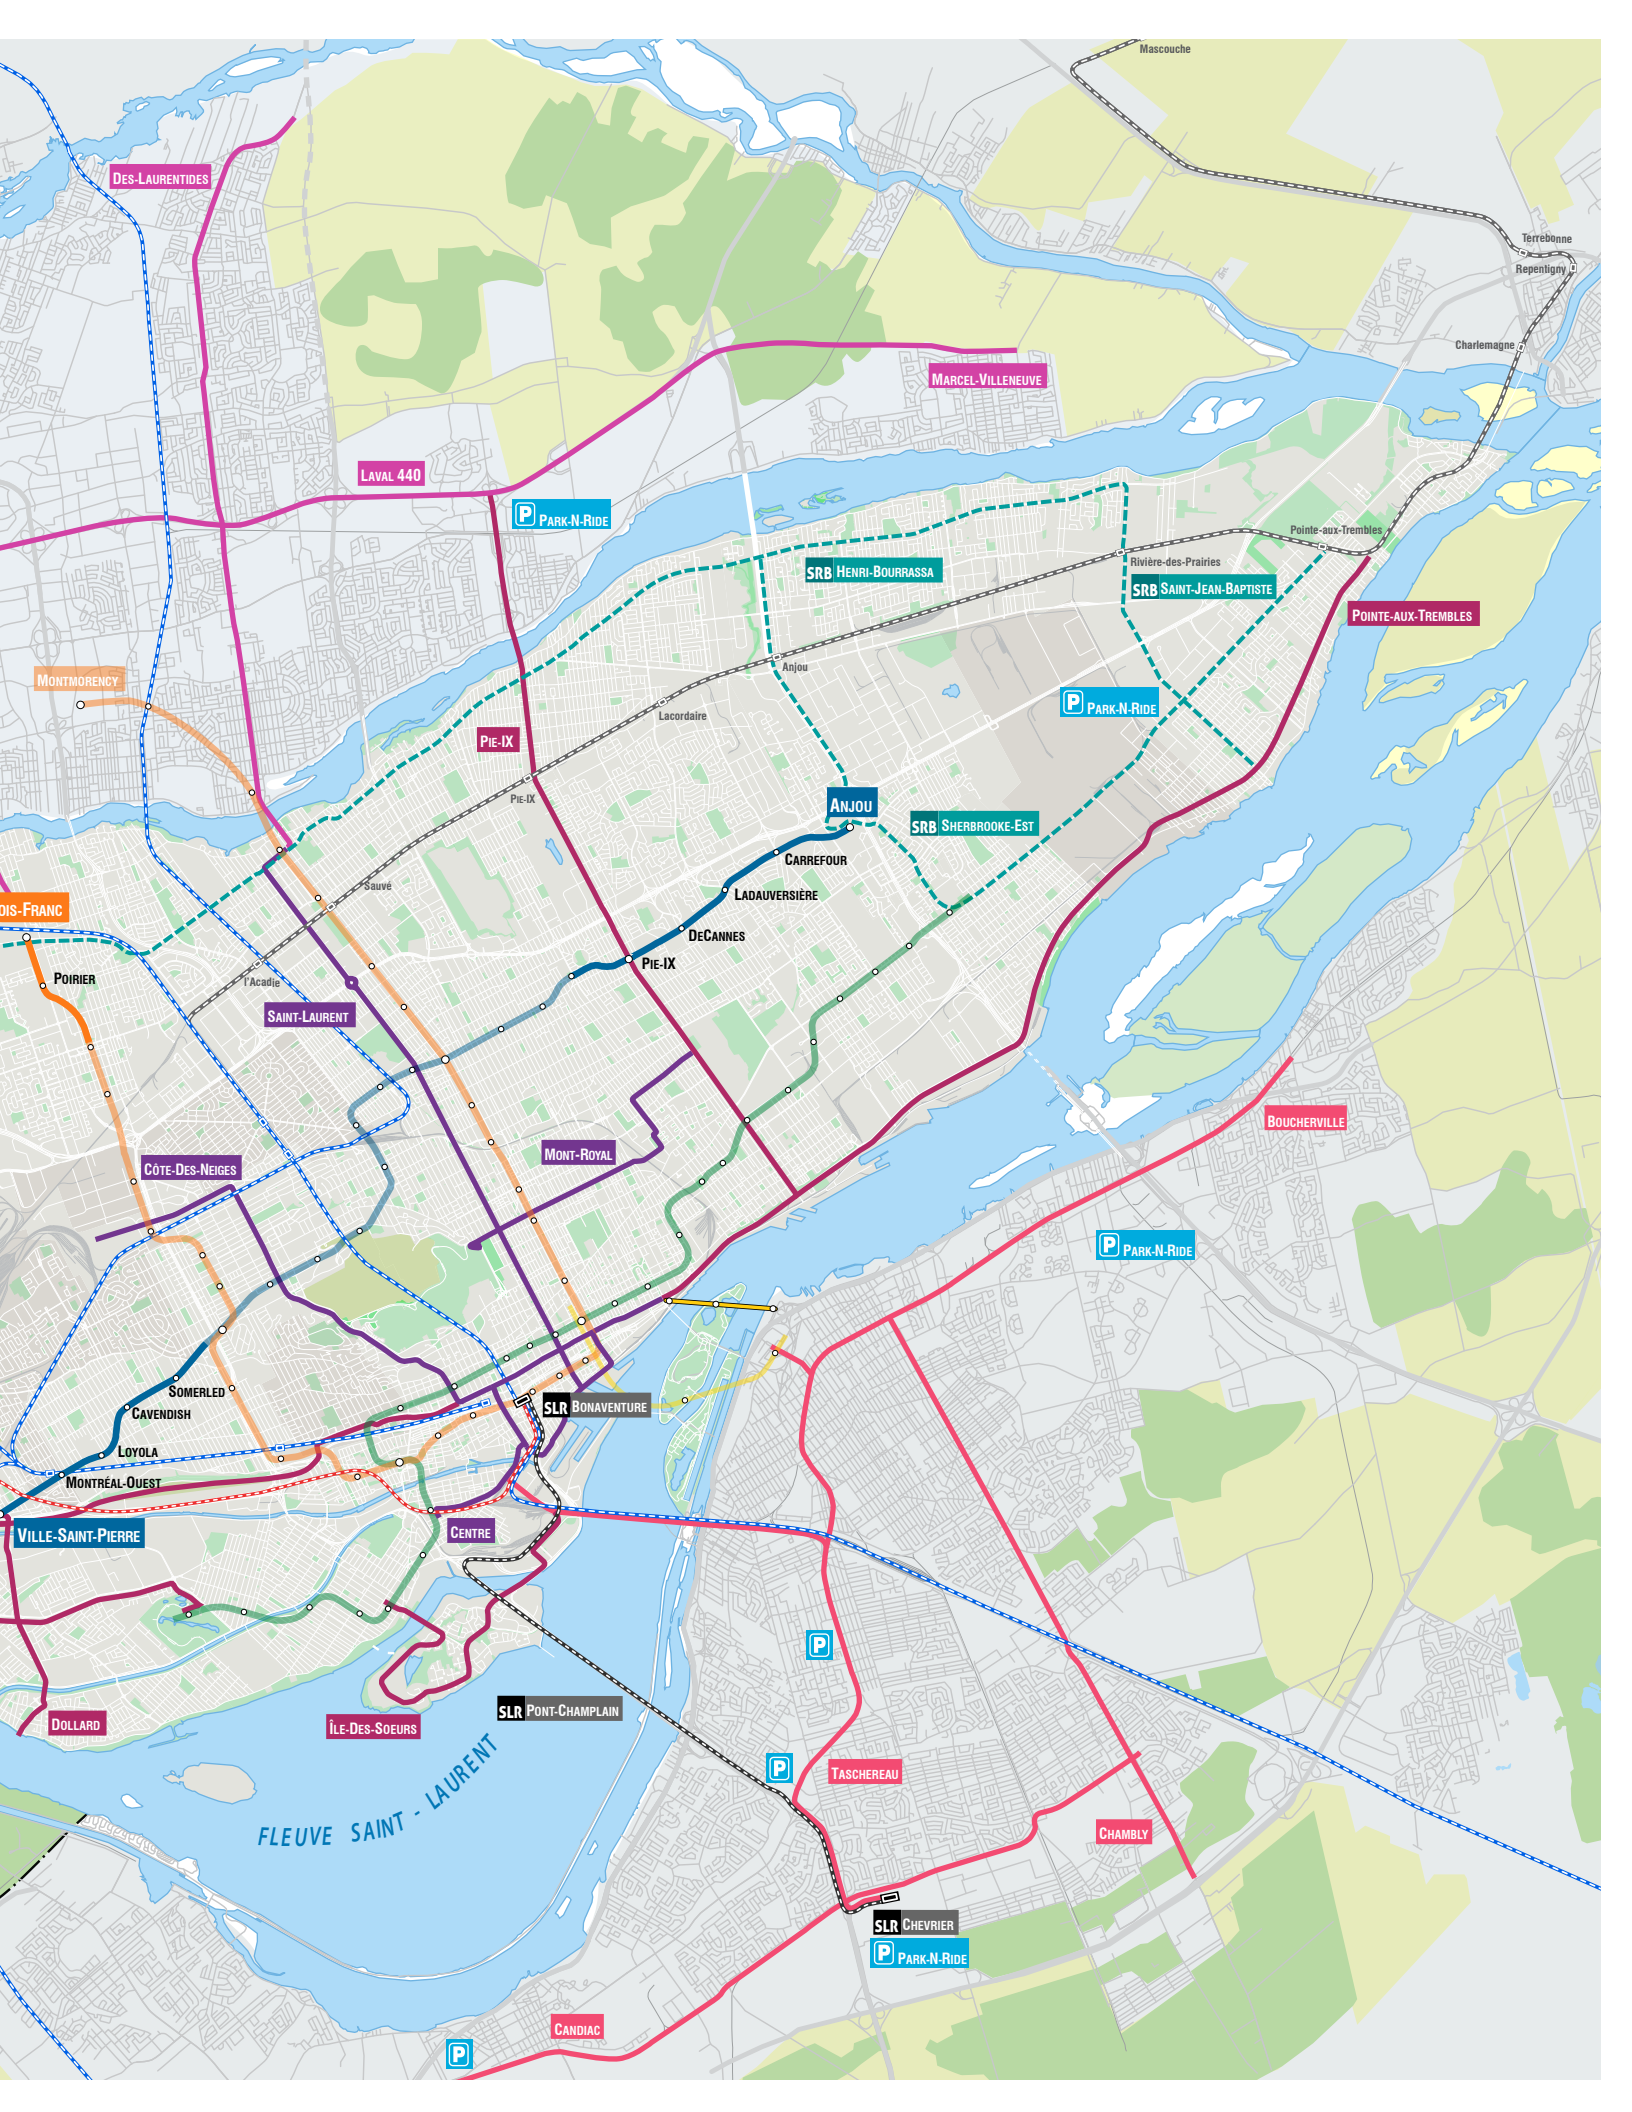 Mascouche
DES-LAURENTIDES
Terrebonne
Repentigny
Charlemagne
MARCEL-VILLENEUVE
LAVAL 440
P PARK-N-RIDE
Pointe-aux-Trembles
Rivière-des-Prairies
SRB HENRI-BOURRASSA
SRB SAINT-JEAN-BAPTISTE
POINTE-AUX-TREMBLES
Anjou
MONTMORENCY
P PARK-N-RIDE
Lacordaire
PIE-IX
PIE-IX
ANJOU
SRB SHERBROOKE-EST
CARREFOUR
Sauvé
LADAUVERSIÈRE
OIS-FRANC
DECANNES
PIE-IX
POIRIER
l'Acadie
SAINT-LAURENT
BOUCHERVILLE
MONT-ROYAL
CÔTE-DES-NEIGES
P PARK-N-RIDE
SOMERLED
SLR BONAVENTURE
CAVENDISH
LOYOLA
MONTRÉAL-OUEST
VILLE-SAINT-PIERRE
CENTRE
P
SLR PONT-CHAMPLAIN
DOLLARD
ÎLE-DES-SOEURS
P
TASCHEREAU
FLEUVE SAINT - LAURENT
CHAMBLY
SLR CHEVRIER
P PARK-N-RIDE
CANDIAC
P